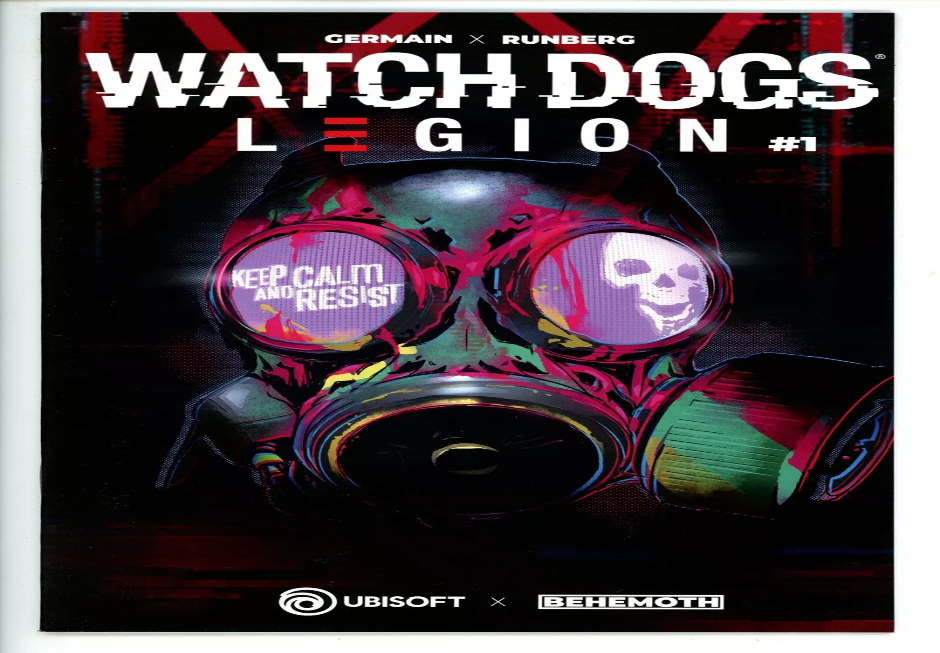 GERMAIN × RUNBERG
WATCH DOGS®
LEGION #1
KEEP CALM
AND RESIST
UBISOFT × BEHEMOTH